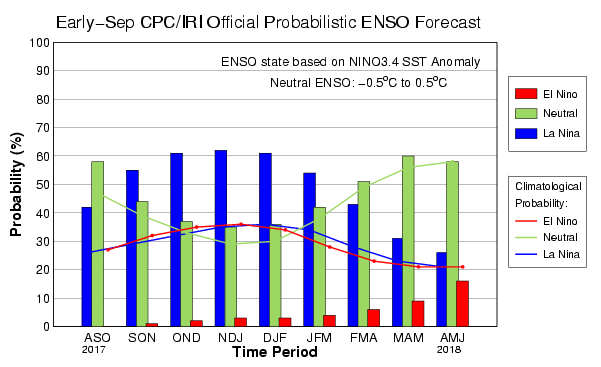 Early-Sep CPC/IRI Official Probabilistic ENSO Forecast
ENSO state based on NINO3.4 SST Anomaly
Neutral ENSO: -0.5°C to 0.5°C
Probability (%)
100
90
80
70
60
50
40
30
20
10
0
ASO SON OND NDJ DJF JFM FMA MAM AMJ
2017 2018
Time Period
El Nino
Neutral
La Nina
Climatological
Probability:
El Nino
Neutral
La Nina